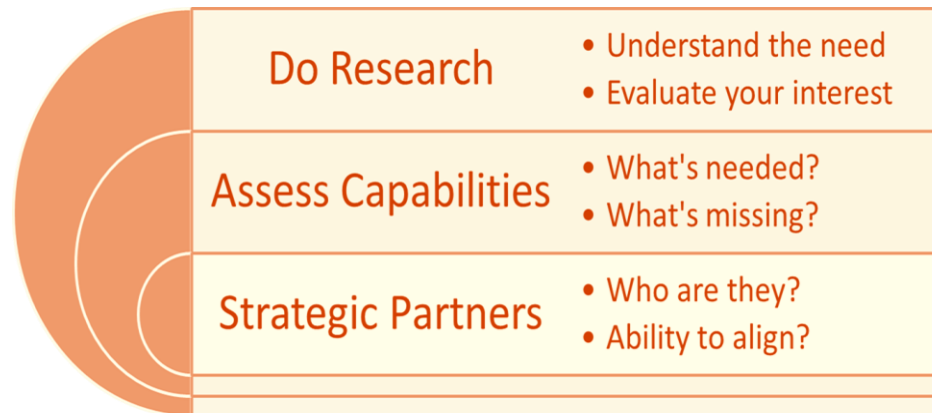 Do Research
• Understand the need
• Evaluate your interest
Assess Capabilities
• What's needed?
• What's missing?
Strategic Partners
• Who are they?
• Ability to align?